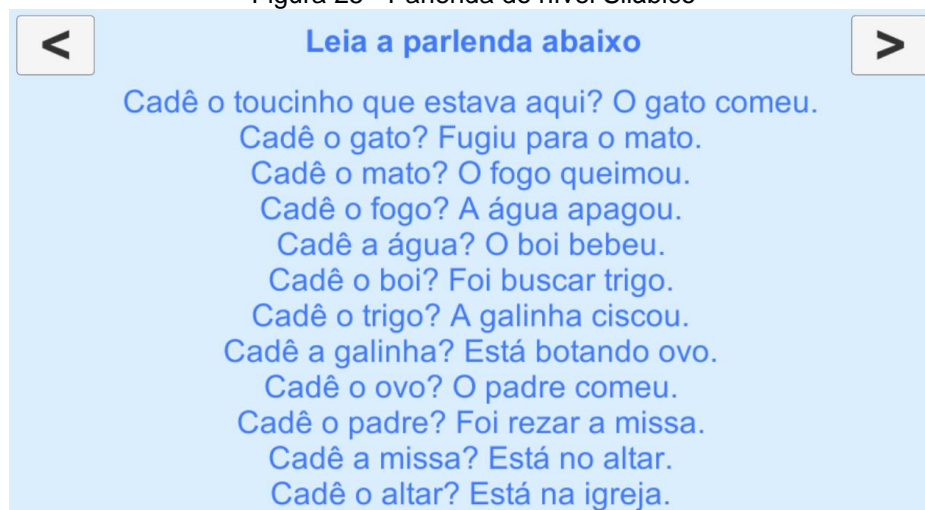 < Leia a parlenda abaixo >
Cadê o toucinho que estava aqui? O gato comeu.
Cadê o gato? Fugiu para o mato.
Cadê o mato? O fogo queimou.
Cadê o fogo? A água apagou.
Cadê a água? O boi bebeu.
Cadê o boi? Foi buscar trigo.
Cadê o trigo? A galinha ciscou.
Cadê a galinha? Está botando ovo.
Cadê o ovo? O padre comeu.
Cadê o padre? Foi rezar a missa.
Cadê a missa? Está no altar.
Cadê o altar? Está na igreja.